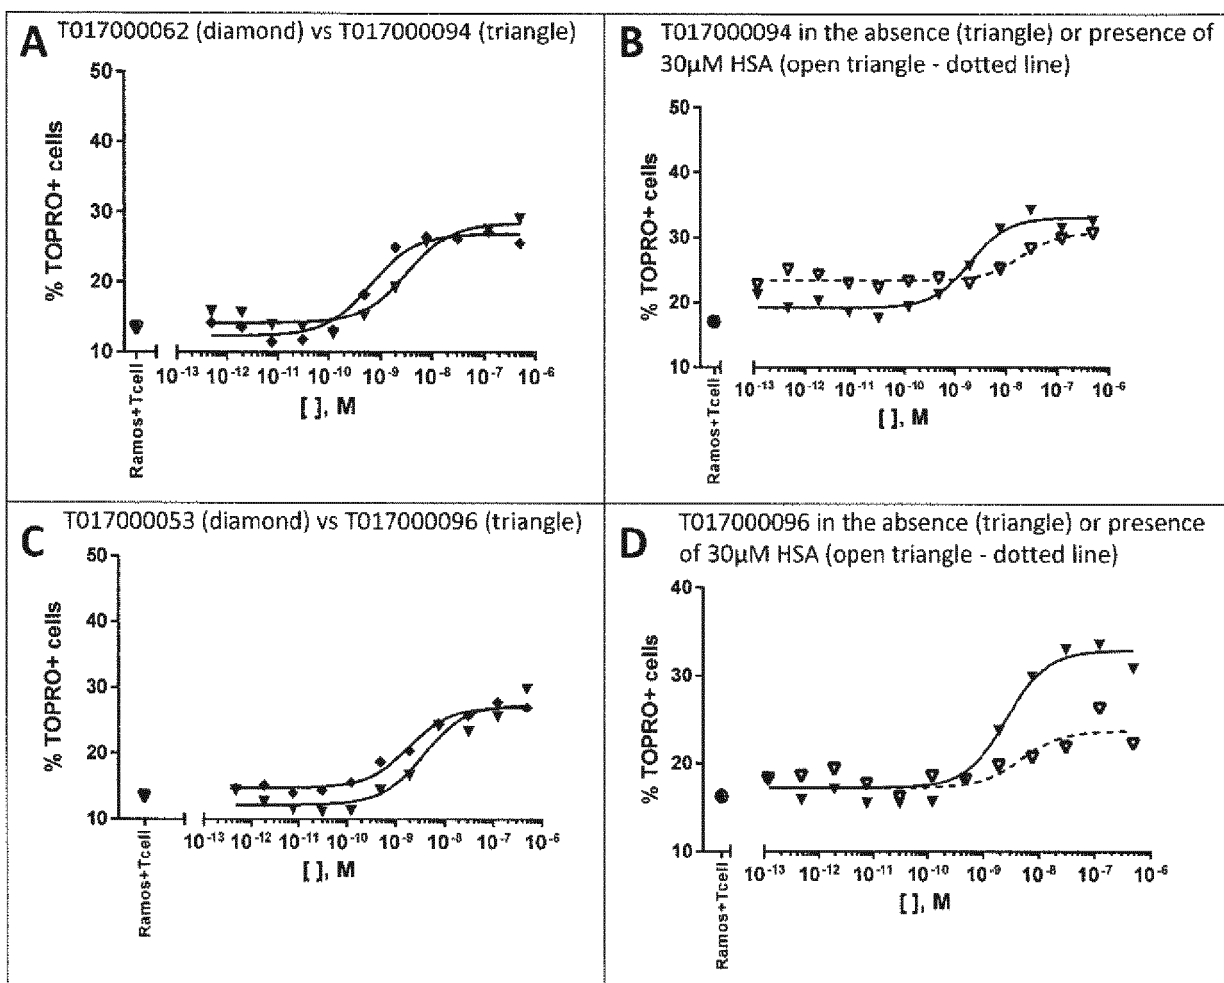 A
T017000062 (diamond) vs T017000094 (triangle)
% TOPRO+ cells
50
40
30
20
10
Ramos+Tcell
10-13 10-12 10-11 10-10 10-9 10-8 10-7 10-6
[ ], M
B
T017000094 in the absence (triangle) or presence of
30µM HSA (open triangle - dotted line)
% TOPRO+ cells
50
40
30
20
10
Ramos+Tcell
10-13 10-12 10-11 10-10 10-9 10-8 10-7 10-6
[ ], M
C
T017000053 (diamond) vs T017000096 (triangle)
% TOPRO+ cells
50
40
30
20
10
Ramos+Tcell
10-13 10-12 10-11 10-10 10-9 10-8 10-7 10-6
[ ], M
D
T017000096 in the absence (triangle) or presence
of 30µM HSA (open triangle - dotted line)
% TOPRO+ cells
40
30
20
10
Ramos+Tcell
10-13 10-12 10-11 10-10 10-9 10-8 10-7 10-6
[ ], M